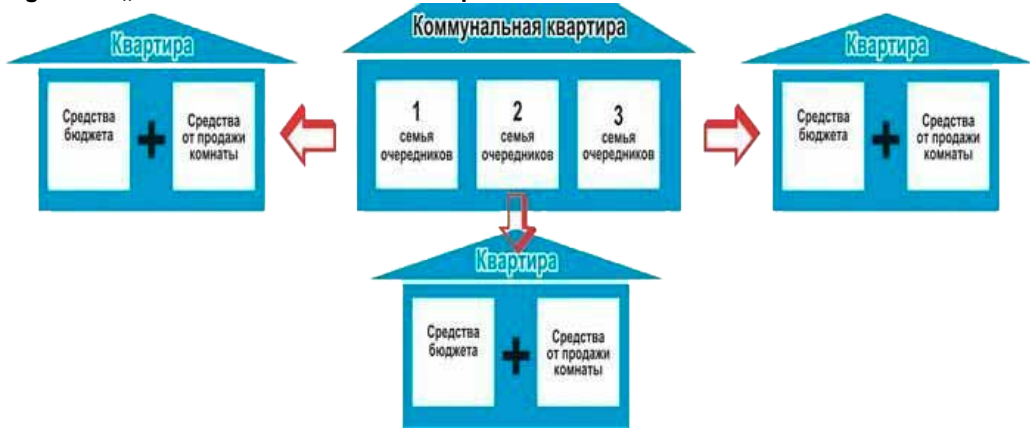 Коммунальная квартира
1
семья
очередников
2
семья
очередников
3
семья
очередников
Квартира
Средства
бюджета
+
Средства
от продажи
комнаты
Квартира
Средства
бюджета
+
Средства
от продажи
комнаты
Квартира
Средства
бюджета
+
Средства
от продажи
комнаты